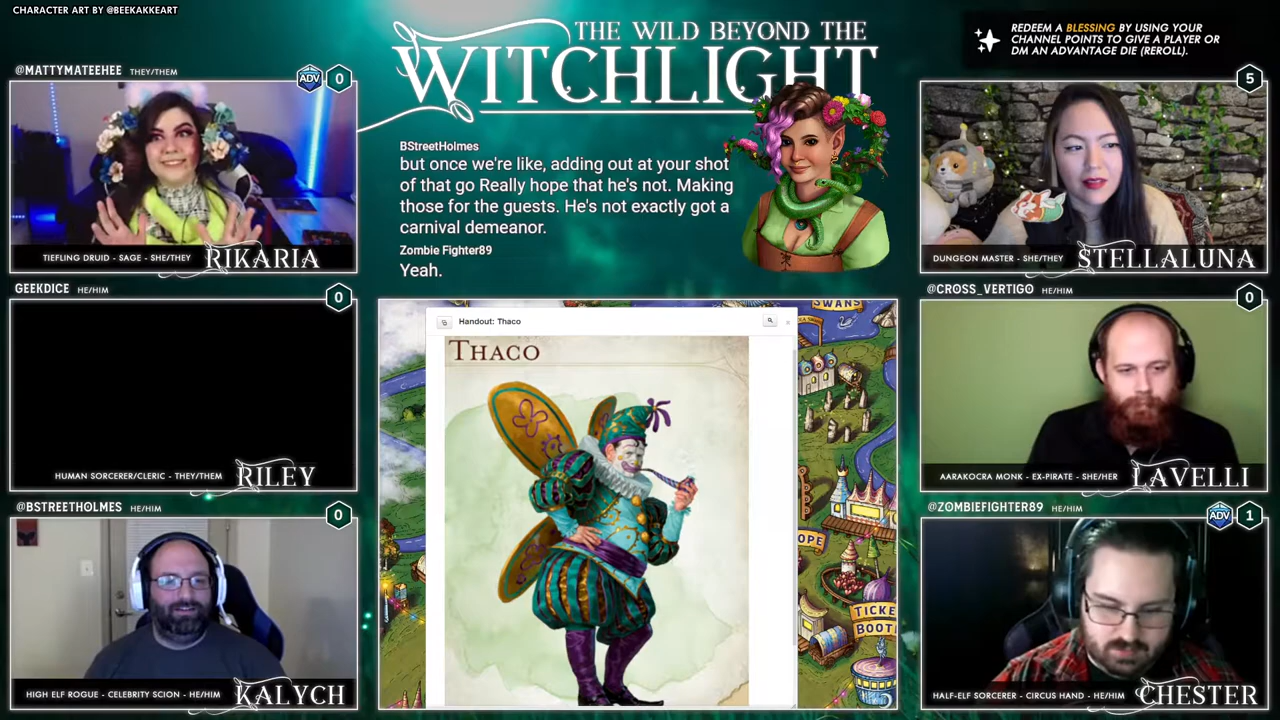 CHARACTER ART BY @BEEKAKKEART
THE WILD BEYOND THE
WITCHLIGHT
REDEEM A BLESSING BY USING YOUR
CHANNEL POINTS TO GIVE A PLAYER OR
DM AN ADVANTAGE DIE (REROLL).
@MATTYMATEEHEE THEY/THEM
ADV 0
TIEFLING DRUID - SAGE - SHE/THEY RIKARIA
BStreetHolmes
but once we're like, adding out at your shot
of that go Really hope that he's not. Making
those for the guests. He's not exactly got a
carnival demeanor.
Zombie Fighter89
Yeah.
5
DUNGEON MASTER - SHE/THEY STELLALUNA
GEEKDICE HE/HIM
0
HUMAN SORCERER/CLERIC - THEY/THEM RILEY
Handout: Thaco
THACO
SWANS
OPE
TICKE
BOOT
@CROSS_VERTIGO HE/HIM
0
AARAKOCRA MONK - EX-PIRATE - SHE/HER LAVELLI
@BSTREETHOLMES HE/HIM
0
HIGH ELF ROGUE - CELEBRITY SCION - HE/HIM KALYCH
@ZOMBIEFIGHTER89 HE/HIM
ADV 1
HALF-ELF SORCERER - CIRCUS HAND - HE/HIM CHESTER